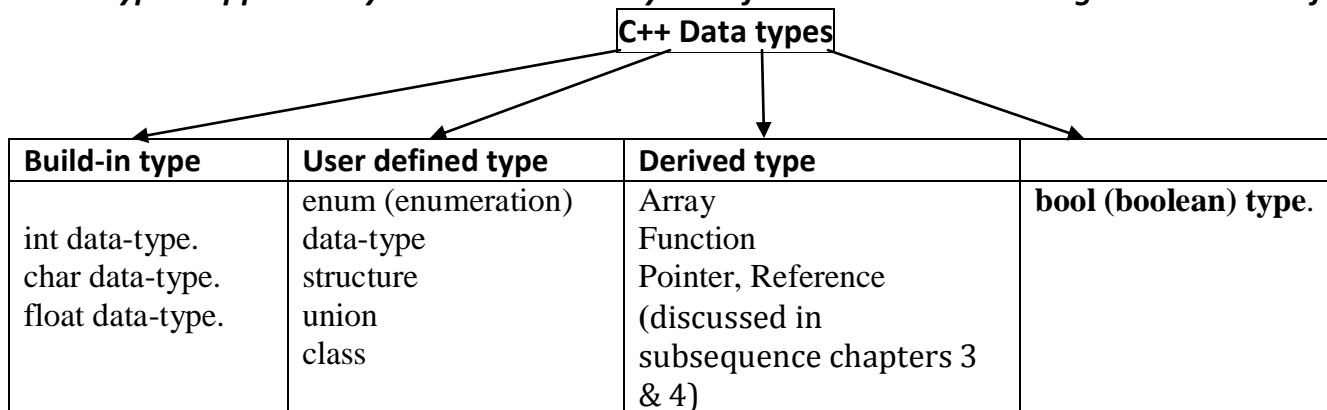 C++ Data types
Build-in type
User defined type
Derived type
int data-type.
char data-type.
float data-type.
enum (enumeration)
data-type
structure
union
class
Array
Function
Pointer, Reference
(discussed in
subsequence chapters 3
& 4)
bool (boolean) type.